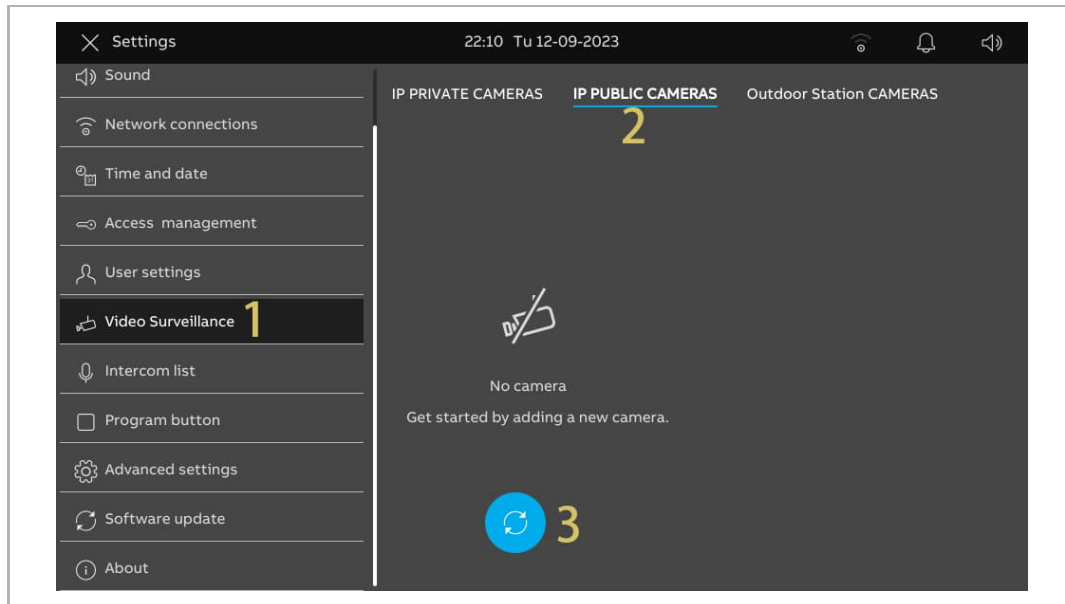 Settings
22:10 Tu 12-09-2023
Sound
IP PRIVATE CAMERAS IP PUBLIC CAMERAS Outdoor Station CAMERAS
2
Network connections
Time and date
Access management
User settings
Video Surveillance 1
Intercom list
No camera
Get started by adding a new camera.
Program button
Advanced settings
Software update
3
About